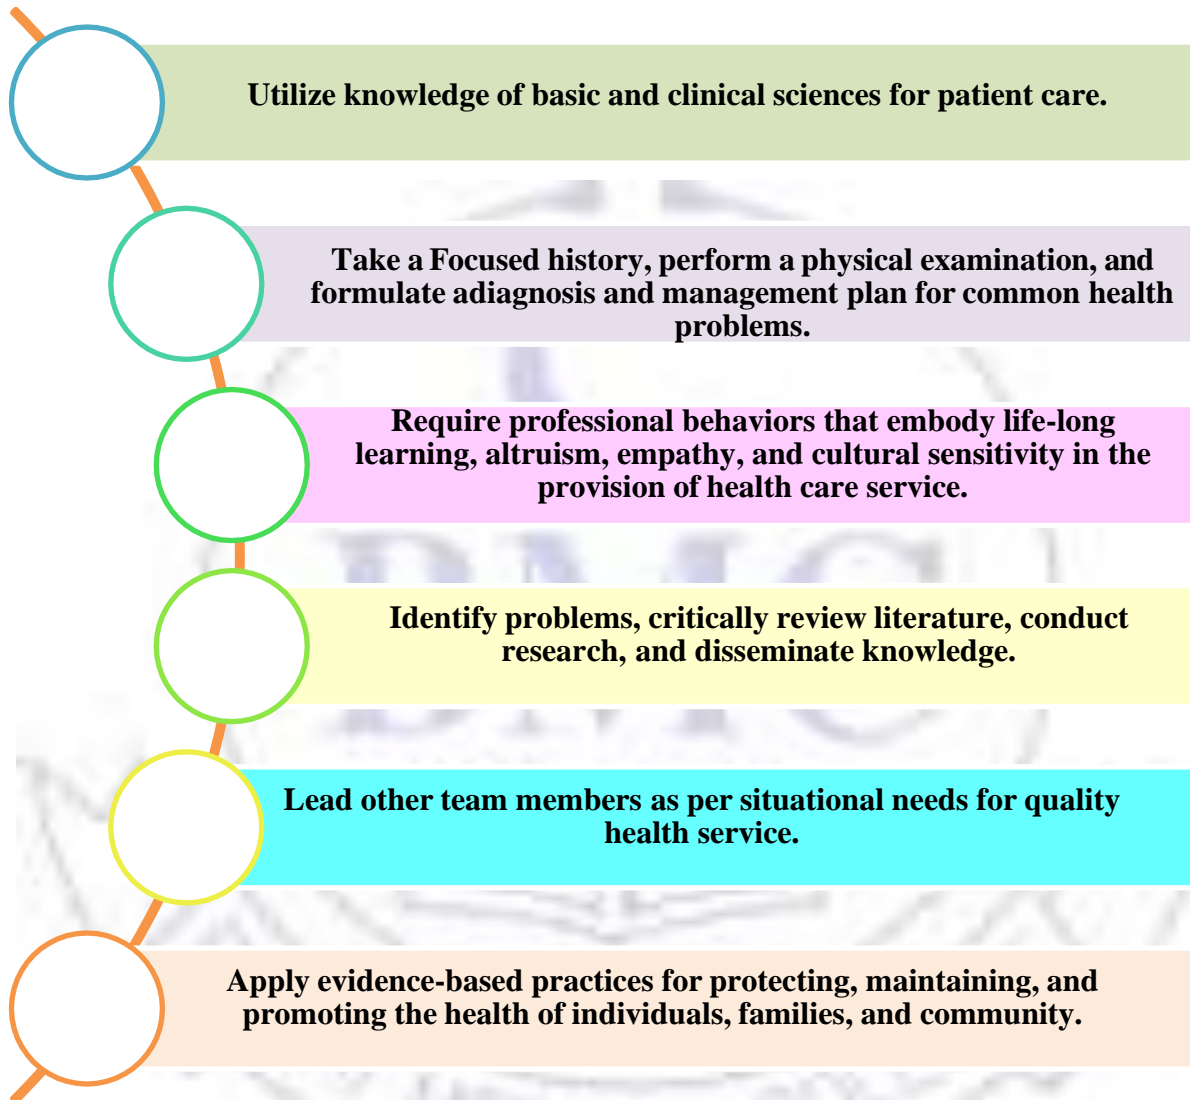 Utilize knowledge of basic and clinical sciences for patient care.
Take a Focused history, perform a physical examination, and
formulate adiagnosis and management plan for common health
problems.
Require professional behaviors that embody life-long
learning, altruism, empathy, and cultural sensitivity in the
provision of health care service.
Identify problems, critically review literature, conduct
research, and disseminate knowledge.
Lead other team members as per situational needs for quality
health service.
Apply evidence-based practices for protecting, maintaining, and
promoting the health of individuals, families, and community.